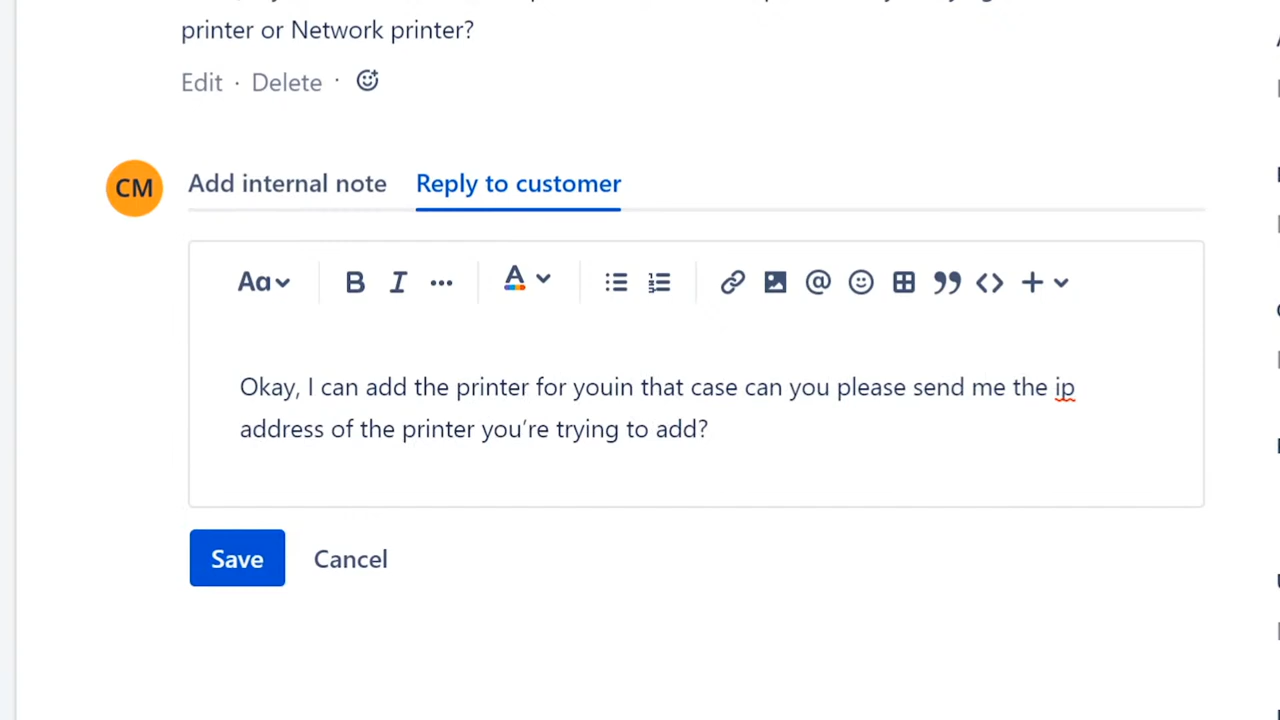 printer or Network printer?
Edit · Delete ·
CM
Add internal note Reply to customer
Aa B I ... A
Okay, I can add the printer for youin that case can you please send me the ip
address of the printer you’re trying to add?
Save Cancel